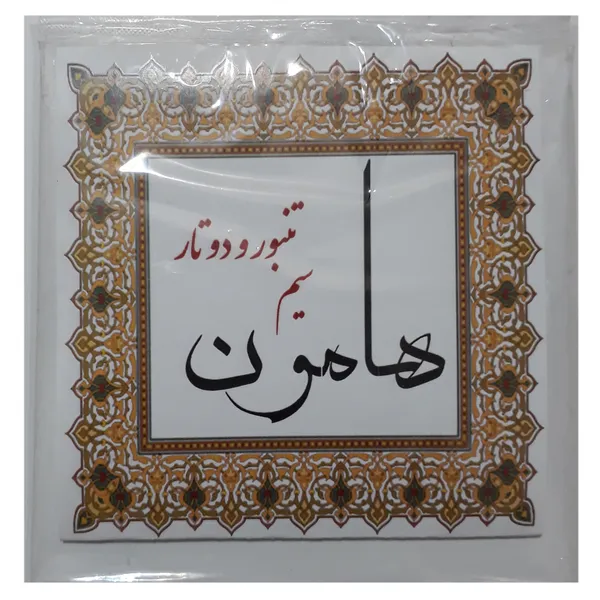 تنبور و دوتار
سیم
هامون